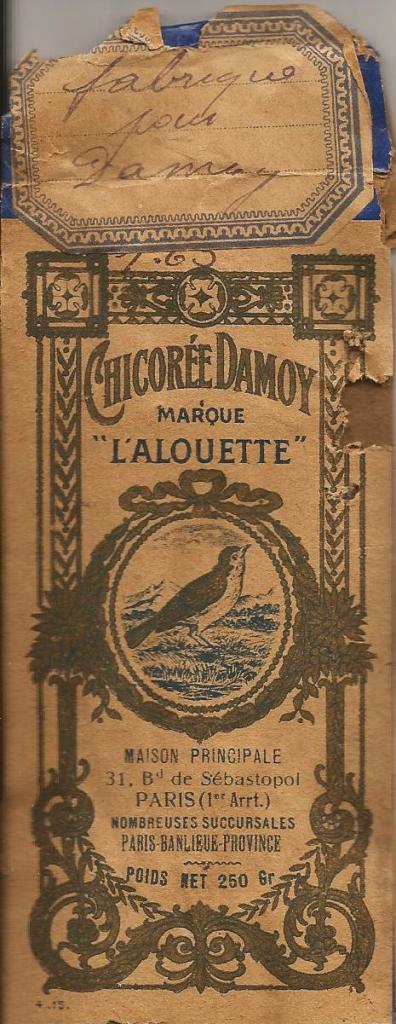 fabrique
pour
Damoy
CHICORÉE DAMOY
MARQUE
"L'ALOUETTE"
MAISON PRINCIPALE
31, Bd de Sébastopol
PARIS (1er Arrt.)
NOMBREUSES SUCCURSALES
PARIS-BANLIEUE-PROVINCE
POIDS NET 250 Gr